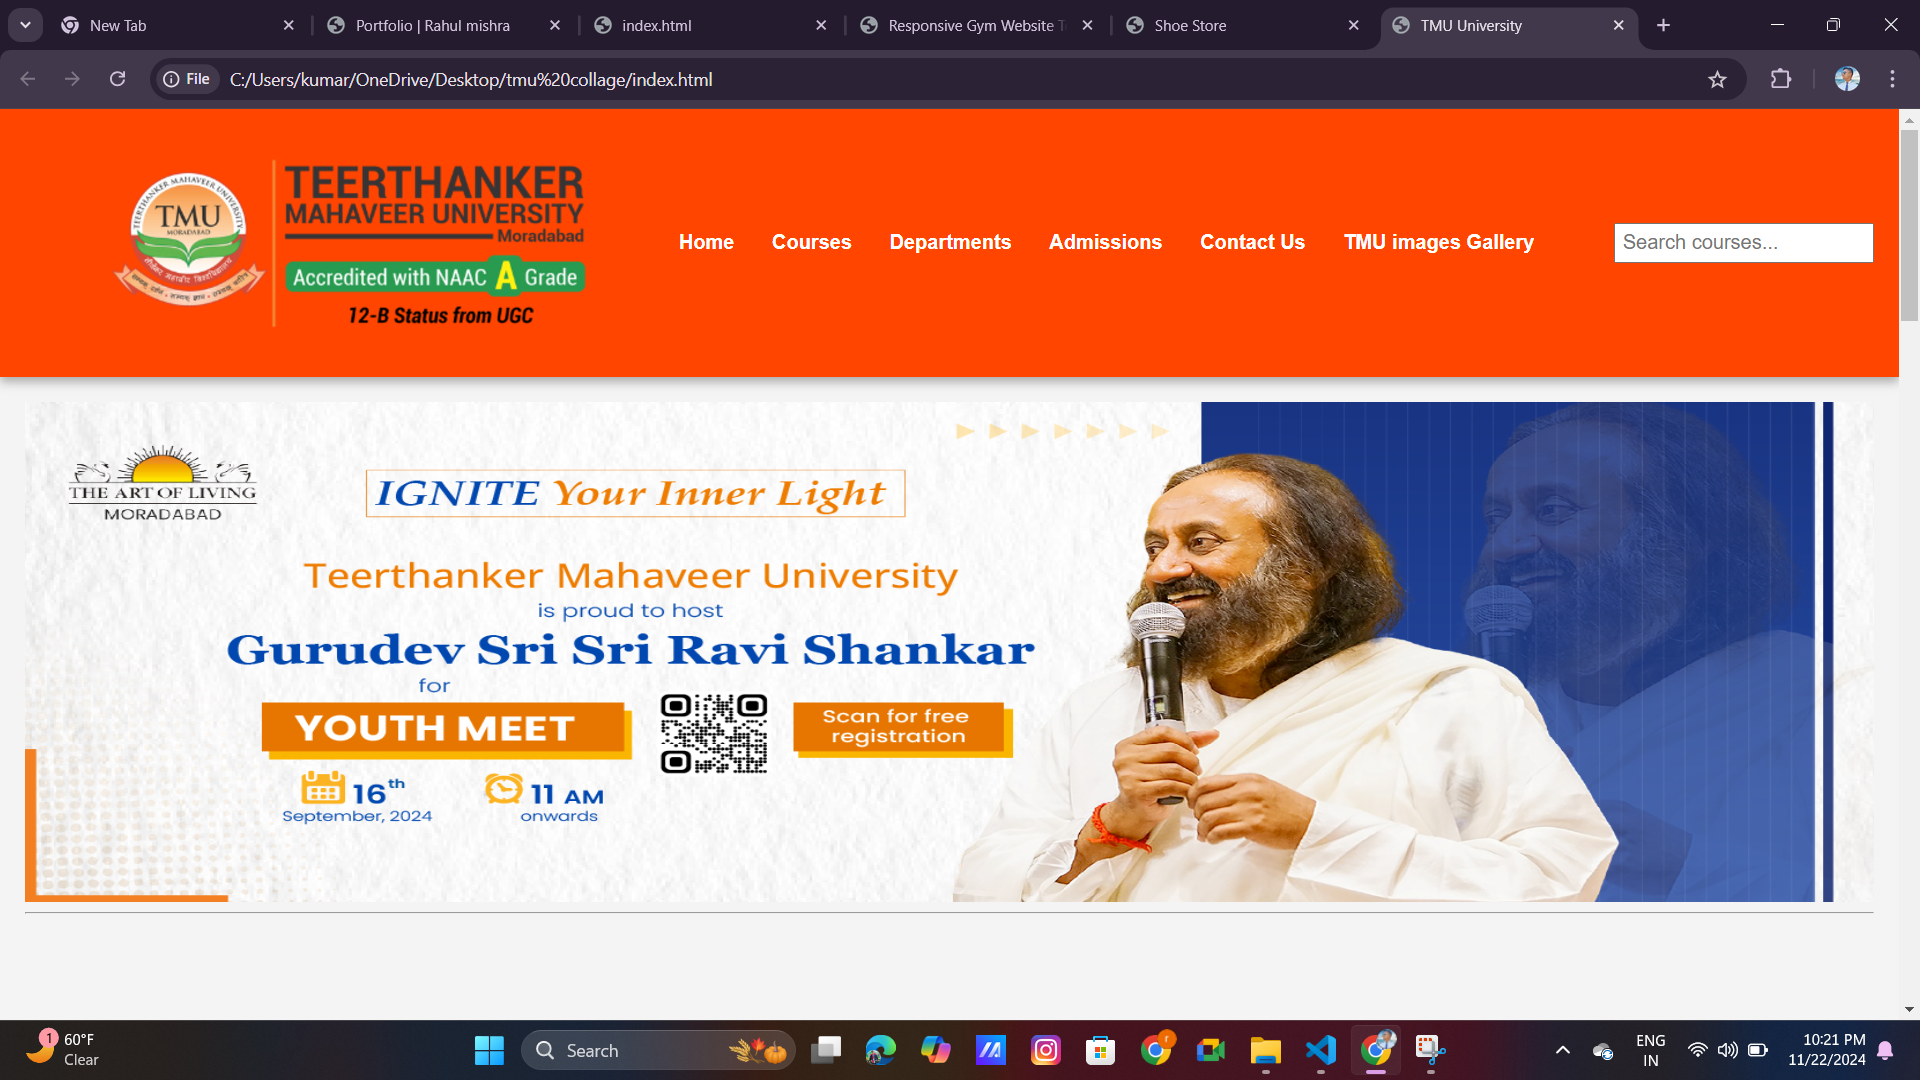 New Tab
Portfolio | Rahul mishra
index.html
Responsive Gym Website
Shoe Store
TMU University
File
C:/Users/kumar/OneDrive/Desktop/tmu%20collage/index.html
TEERTHANKER MAHAVEER UNIVERSITY
TMU
MORADABAD
TEERTHANKER
MAHAVEER UNIVERSITY
Moradabad
Accredited with NAAC A Grade
12-B Status from UGC
Home
Courses
Departments
Admissions
Contact Us
TMU images Gallery
Search courses...
THE ART OF LIVING
MORADABAD
IGNITE Your Inner Light
Teerthanker Mahaveer University
is proud to host
Gurudev Sri Sri Ravi Shankar
for
YOUTH MEET
Scan for free
registration
16th
September, 2024
11 AM
onwards
1
60°F
Clear
Search
r
ENG
IN
10:21 PM
11/22/2024